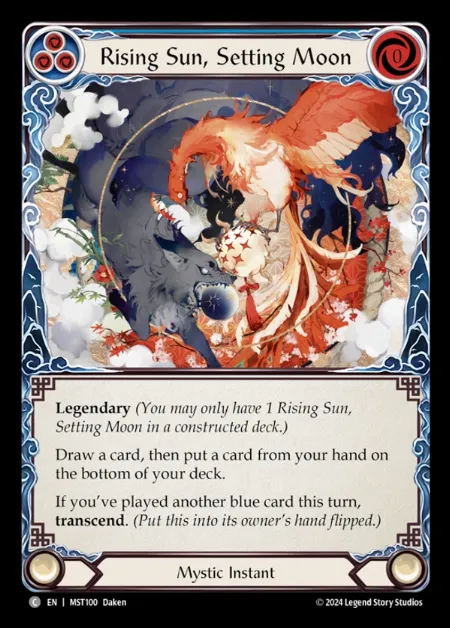 Rising Sun, Setting Moon
0
Legendary (You may only have 1 Rising Sun,
Setting Moon in a constructed deck.)
Draw a card, then put a card from your hand on
the bottom of your deck.
If you've played another blue card this turn,
transcend. (Put this into its owner's hand flipped.)
Mystic Instant
C EN | MST100 Daken
© 2024 Legend Story Studios